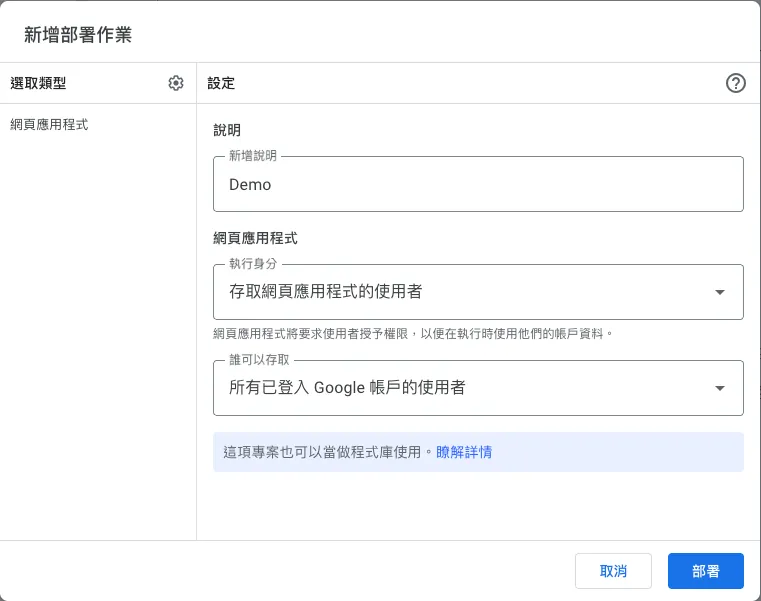 新增部署作業
選取類型
設定
網頁應用程式
說明
新增說明
Demo
網頁應用程式
執行身分
存取網頁應用程式的使用者
網頁應用程式將要求使用者授予權限，以便在執行時使用他們的帳戶資料。
誰可以存取
所有已登入 Google 帳戶的使用者
這項專案也可以當做程式庫使用。瞭解詳情
取消
部署